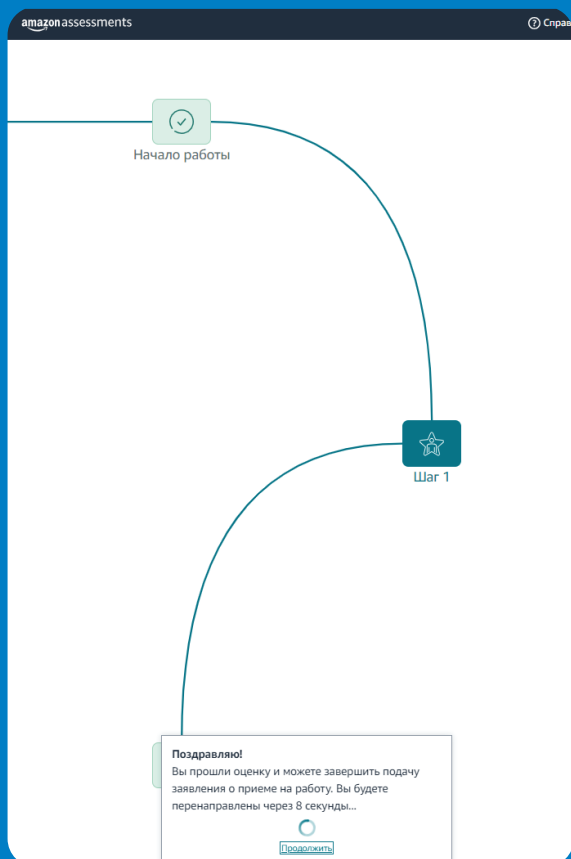 amazon assessments
Справ
Начало работы
Шаг 1
Поздравляю!
Вы прошли оценку и можете завершить подачу
заявления о приеме на работу. Вы будете
перенаправлены через 8 секунды...
Продолжить